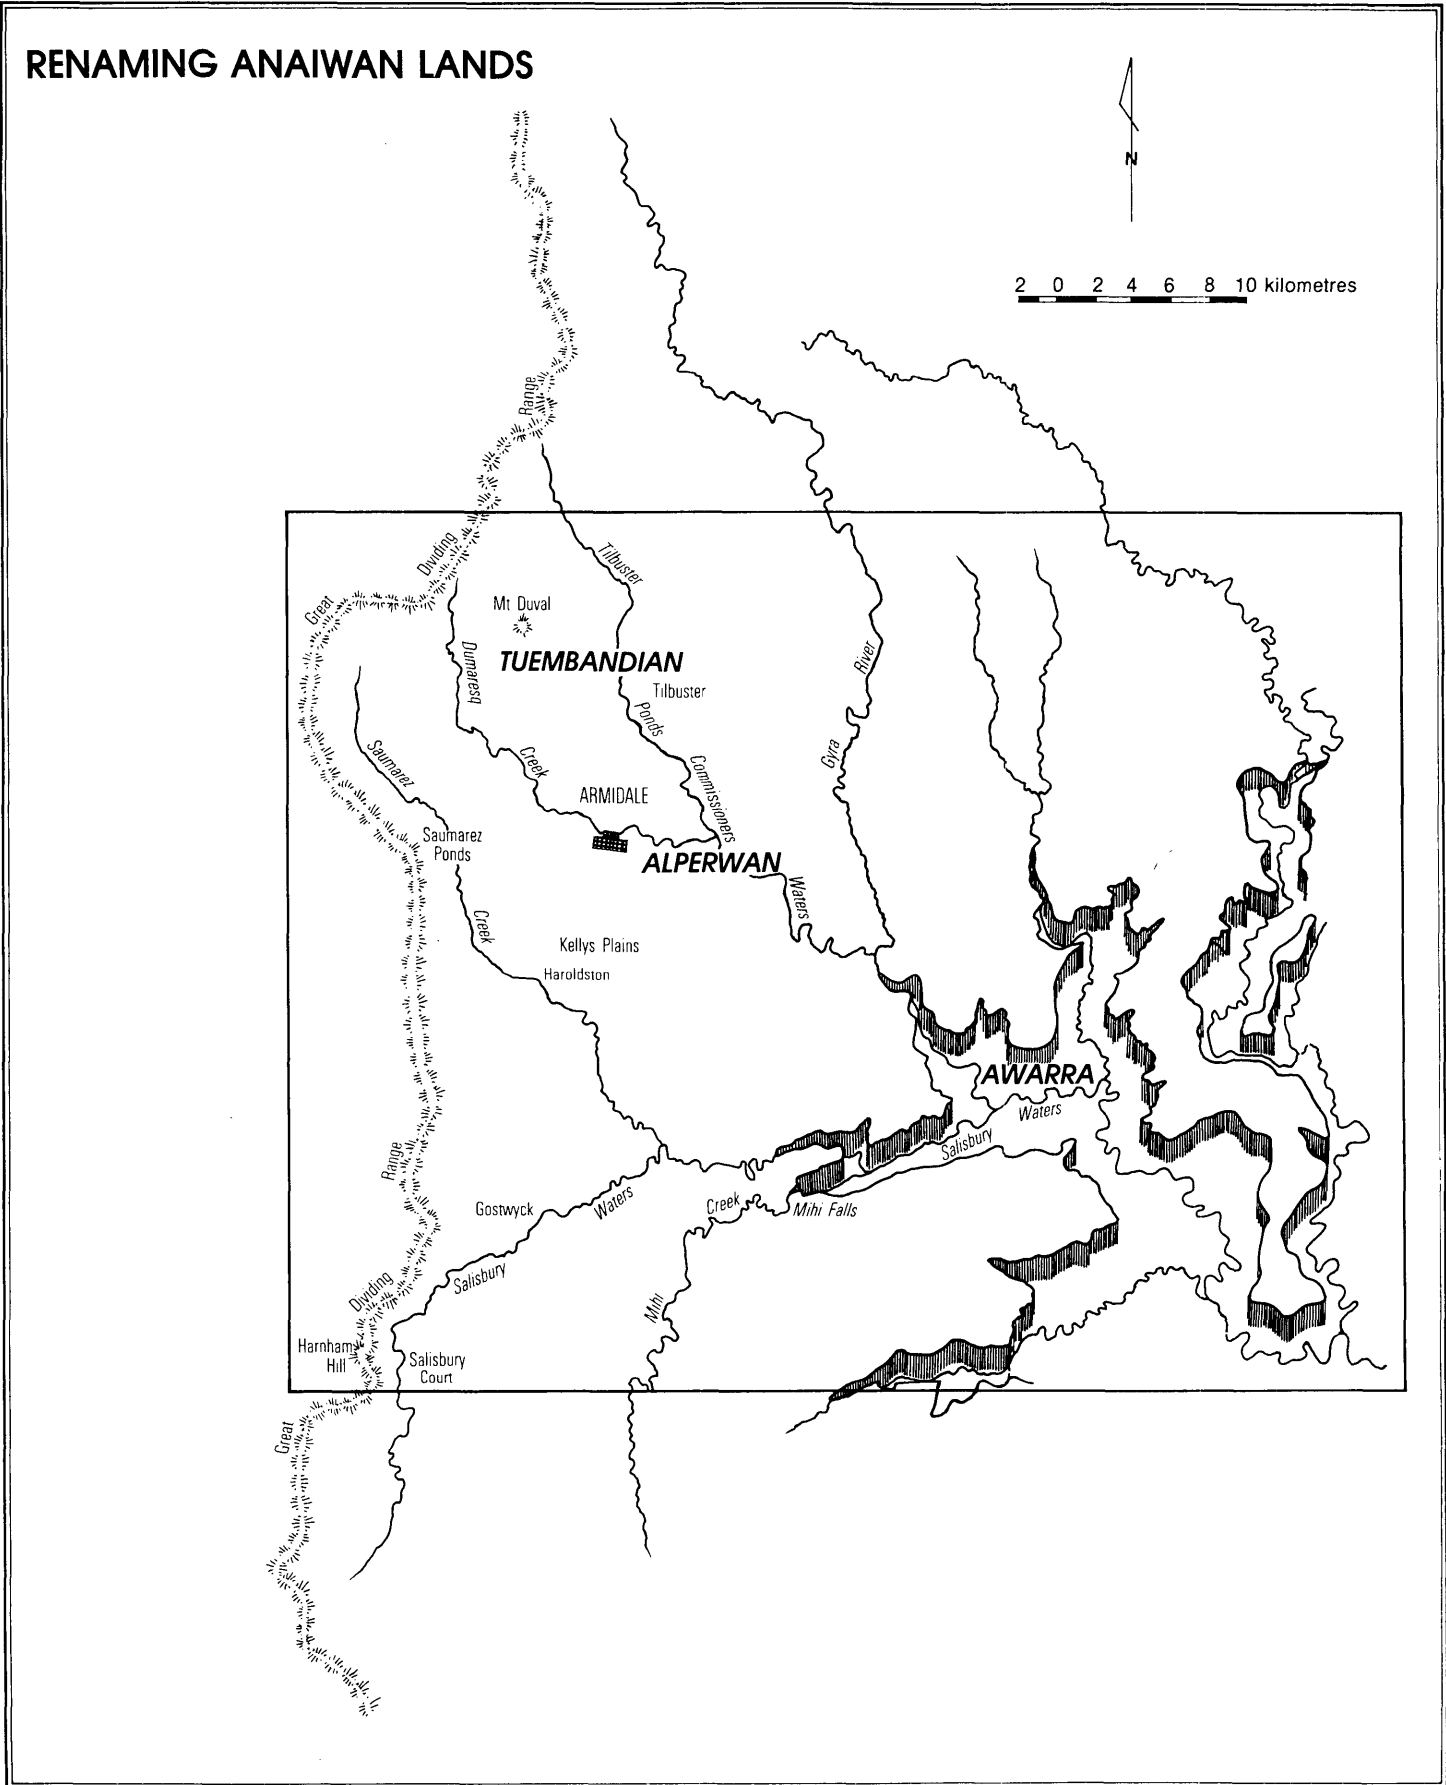 RENAMING ANAIWAN LANDS
N
2 0 2 4 6 8 10 kilometres
Range
Dividing
Great
Tilbuster
Mt Duval
Dumaresq
TUEMBANDIAN
River
Tilbuster
Ponds
Saumarez
Creek
Commissioners
Gyra
ARMIDALE
Saumarez
Ponds
ALPERWAN
Waters
Creek
Kellys Plains
Haroldston
AWARRA
Waters
Salisbury
Range
Gostwyck
Waters
Creek
Mihi Falls
Salisbury
Dividing
Mihi
Harnham
Hill
Salisbury
Court
Great